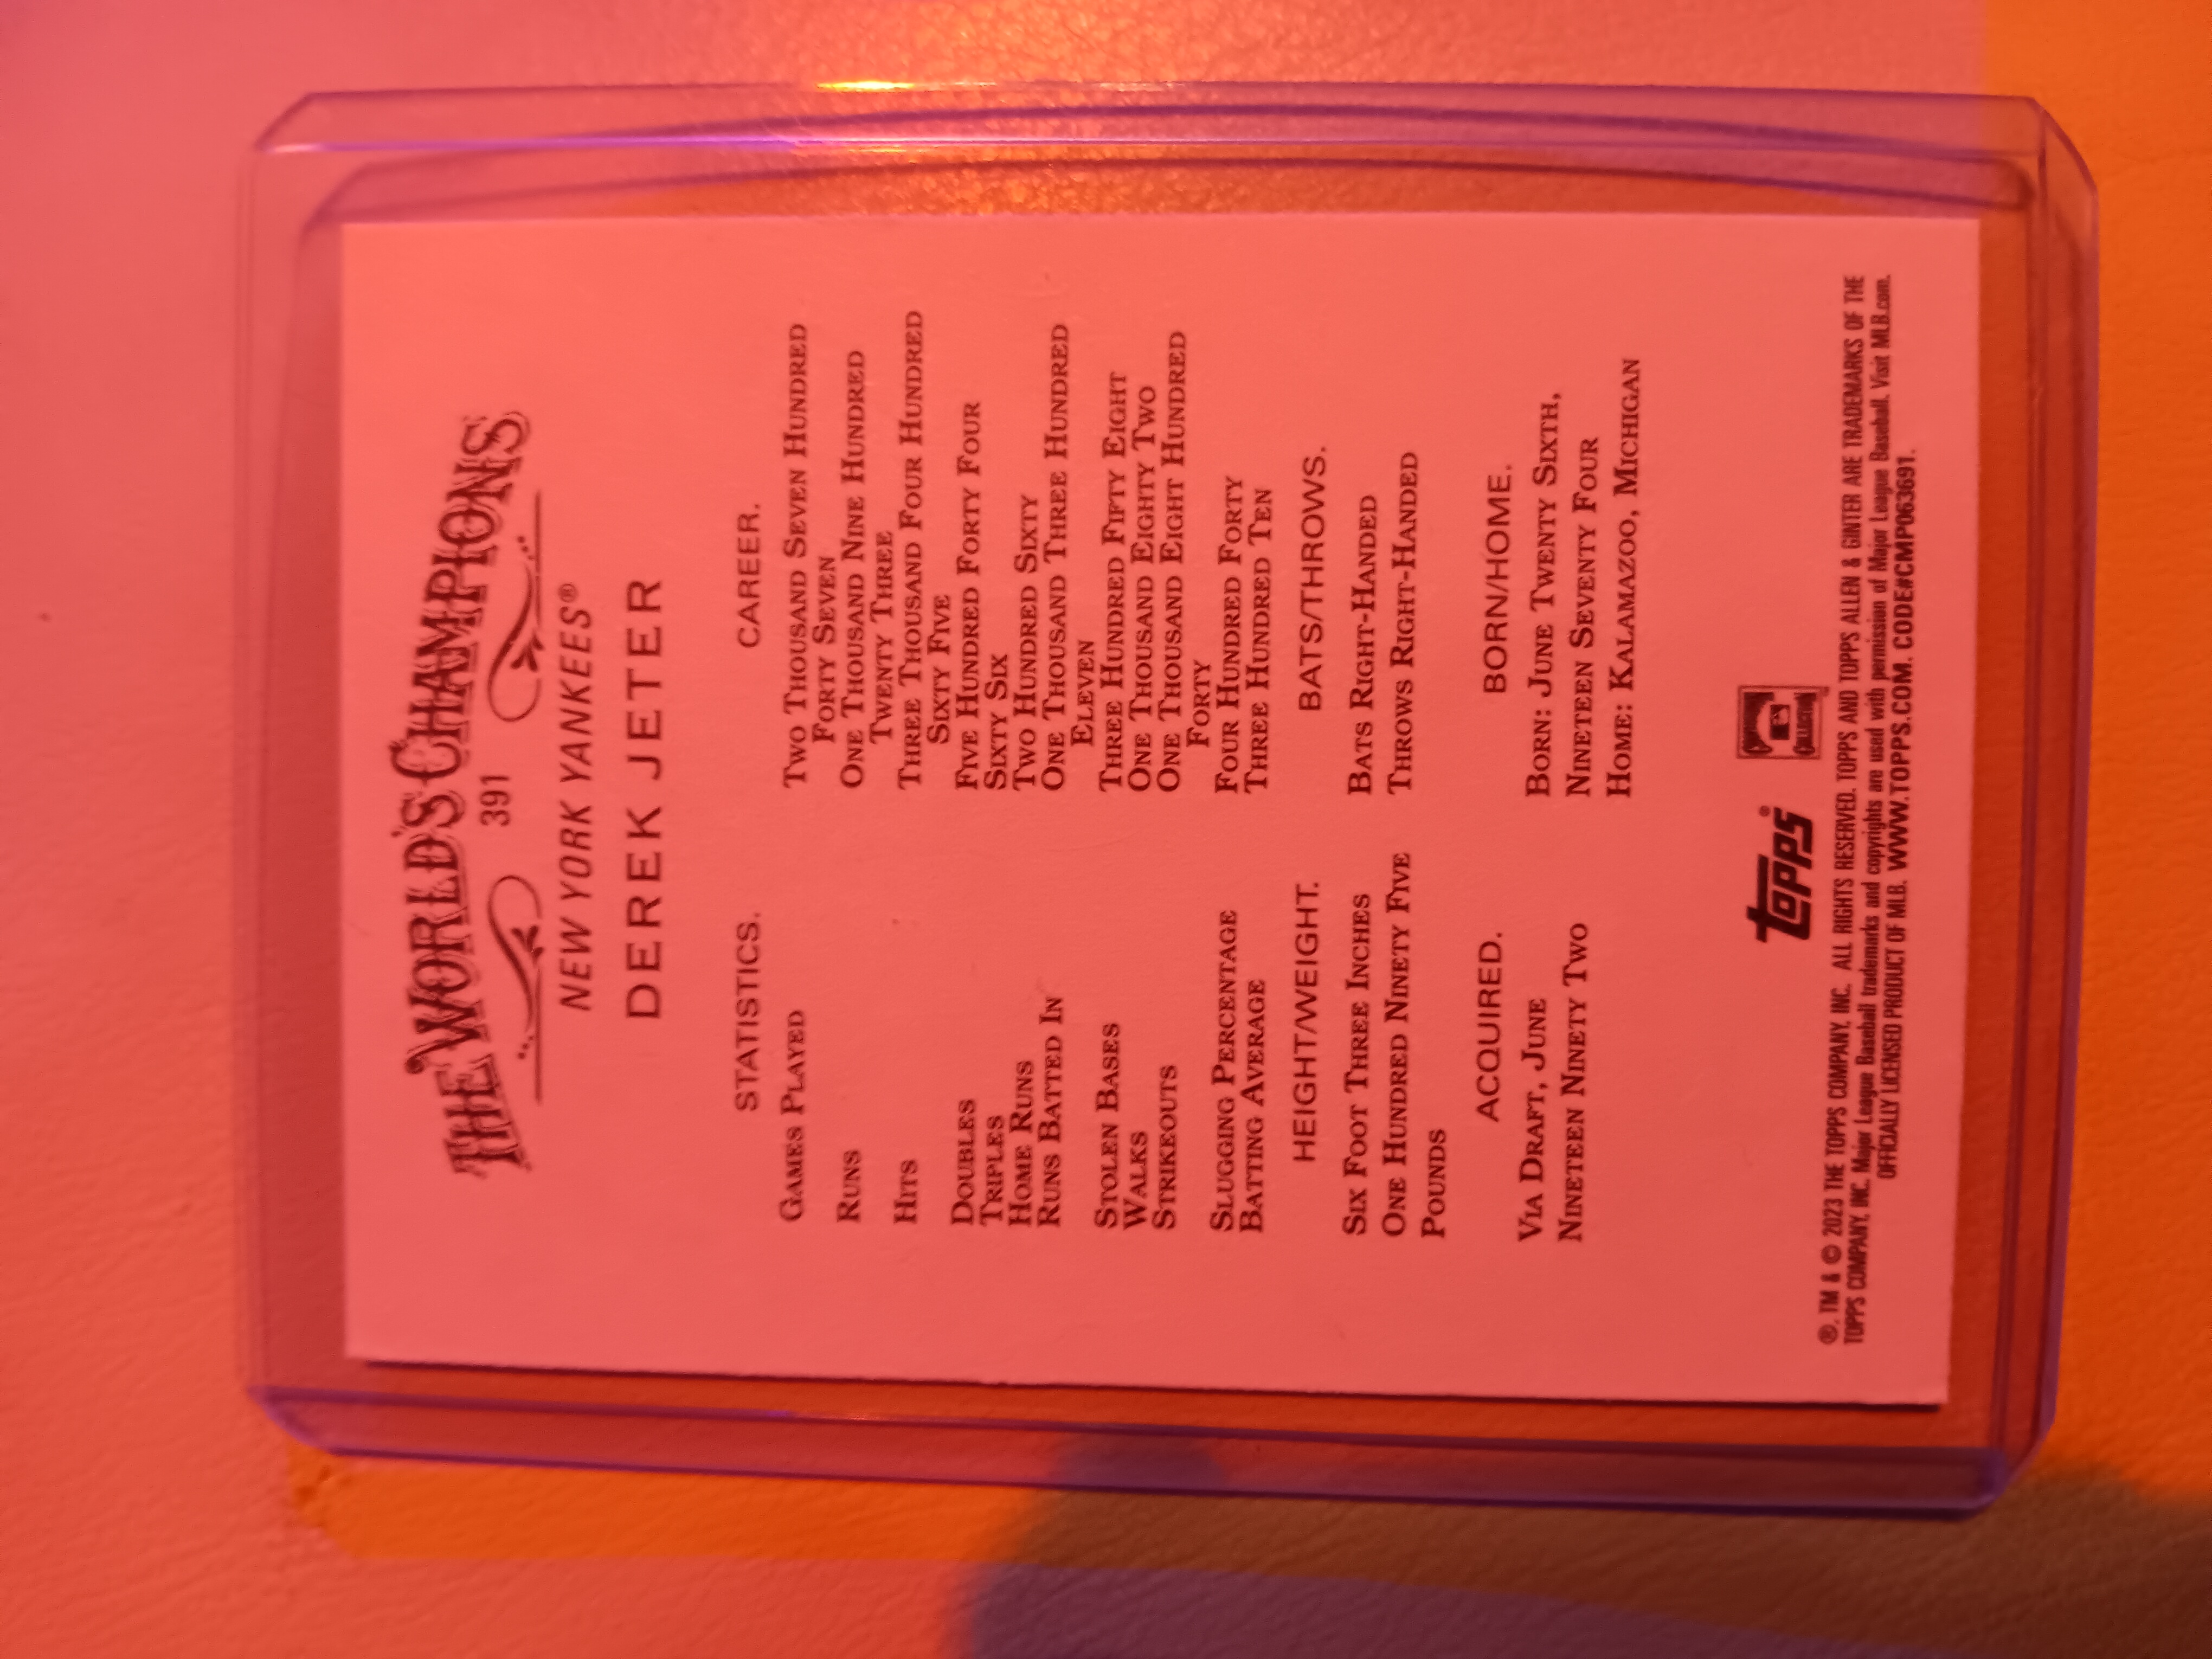 THE WORLD'S CHAMPIONS
391
NEW YORK YANKEES®
DEREK JETER
STATISTICS. CAREER.
GAMES PLAYED TWO THOUSAND SEVEN HUNDRED
FORTY SEVEN
RUNS ONE THOUSAND NINE HUNDRED
TWENTY THREE
HITS THREE THOUSAND FOUR HUNDRED
SIXTY FIVE
DOUBLES FIVE HUNDRED FORTY FOUR
TRIPLES SIXTY SIX
HOME RUNS TWO HUNDRED SIXTY
RUNS BATTED IN ONE THOUSAND THREE HUNDRED
ELEVEN
STOLEN BASES THREE HUNDRED FIFTY EIGHT
WALKS ONE THOUSAND EIGHTY TWO
STRIKEOUTS ONE THOUSAND EIGHT HUNDRED
FORTY
SLUGGING PERCENTAGE FOUR HUNDRED FORTY
BATTING AVERAGE THREE HUNDRED TEN
HEIGHT/WEIGHT. BATS/THROWS.
SIX FOOT THREE INCHES BATS RIGHT-HANDED
ONE HUNDRED NINETY FIVE THROWS RIGHT-HANDED
POUNDS
ACQUIRED. BORN/HOME.
VIA DRAFT, JUNE BORN: JUNE TWENTY SIXTH,
NINETEEN NINETY TWO NINETEEN SEVENTY FOUR
HOME: KALAMAZOO, MICHIGAN
topps®
®, TM & © 2023 THE TOPPS COMPANY, INC. ALL RIGHTS RESERVED. TOPPS AND TOPPS ALLEN & GINTER ARE TRADEMARKS OF THE
TOPPS COMPANY, INC. Major League Baseball trademarks and copyrights are used with permission of Major League Baseball. Visit MLB.com.
OFFICIALLY LICENSED PRODUCT OF MLB. WWW.TOPPS.COM. CODE#CMP063691.